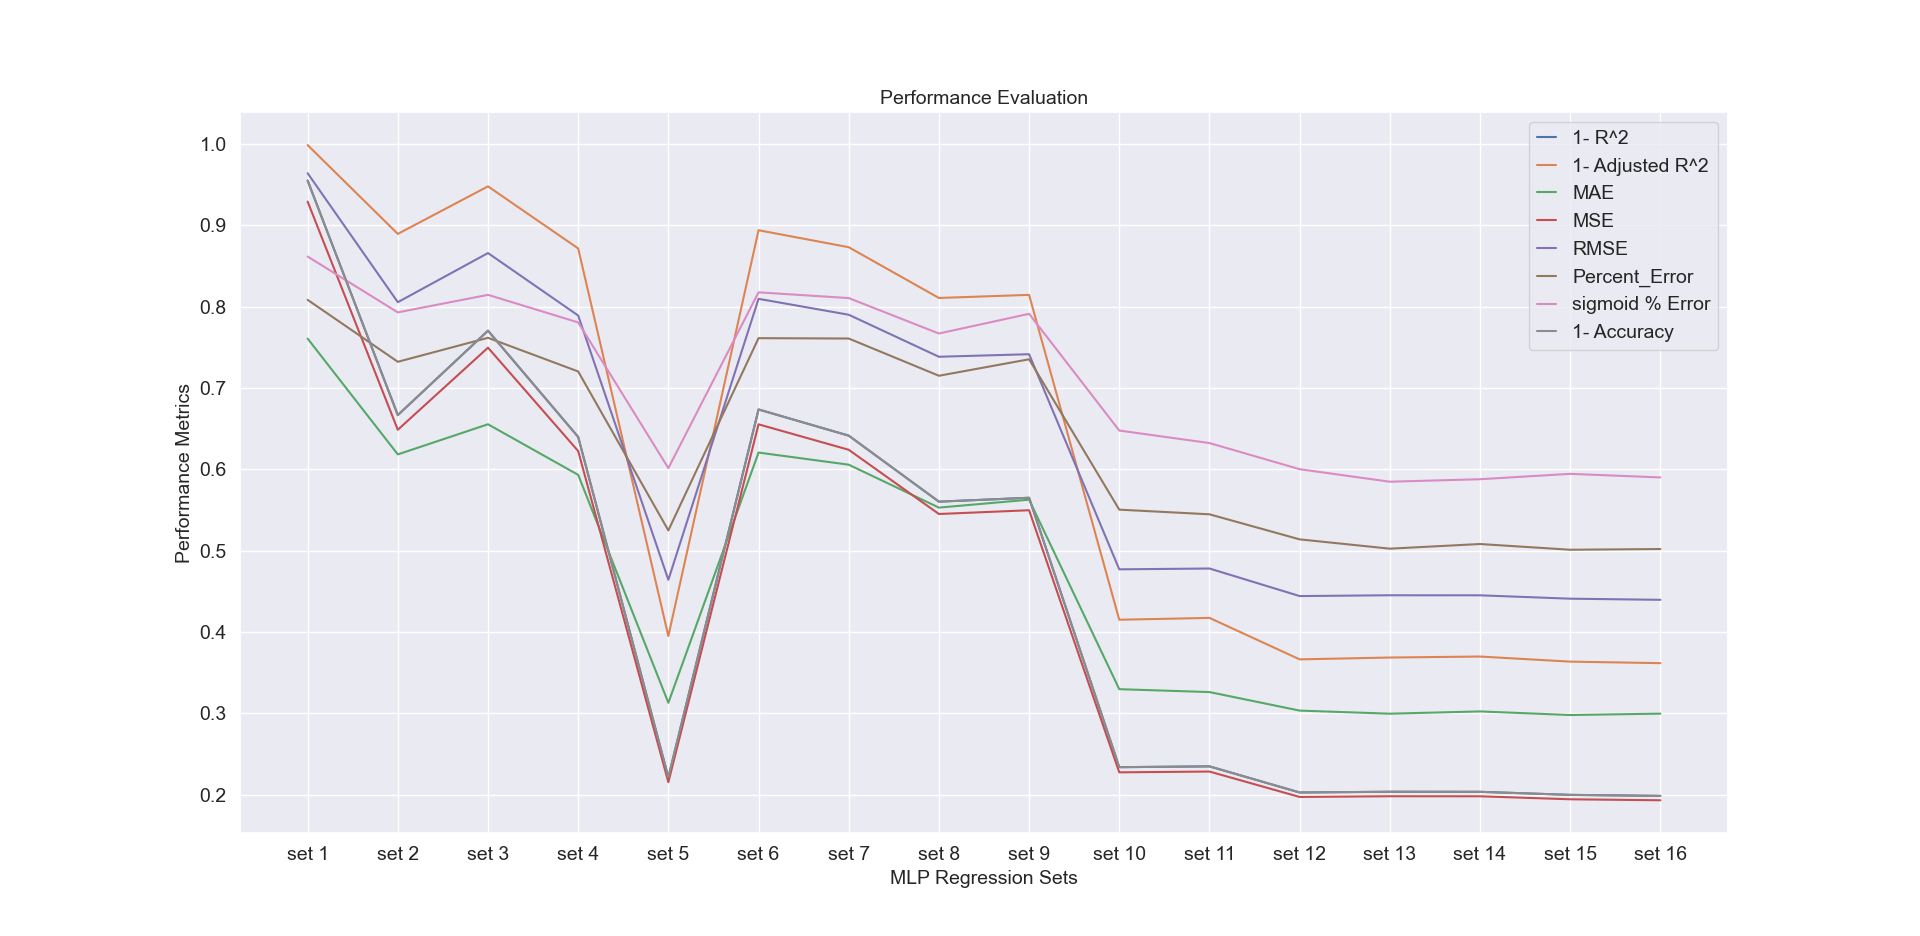 Performance Evaluation
1.0
0.9
0.8
0.7
0.6
0.5
0.4
0.3
0.2
Performance Metrics
1- R^2
1- Adjusted R^2
MAE
MSE
RMSE
Percent_Error
sigmoid % Error
1- Accuracy
set 1 set 2 set 3 set 4 set 5 set 6 set 7 set 8 set 9 set 10 set 11 set 12 set 13 set 14 set 15 set 16
MLP Regression Sets